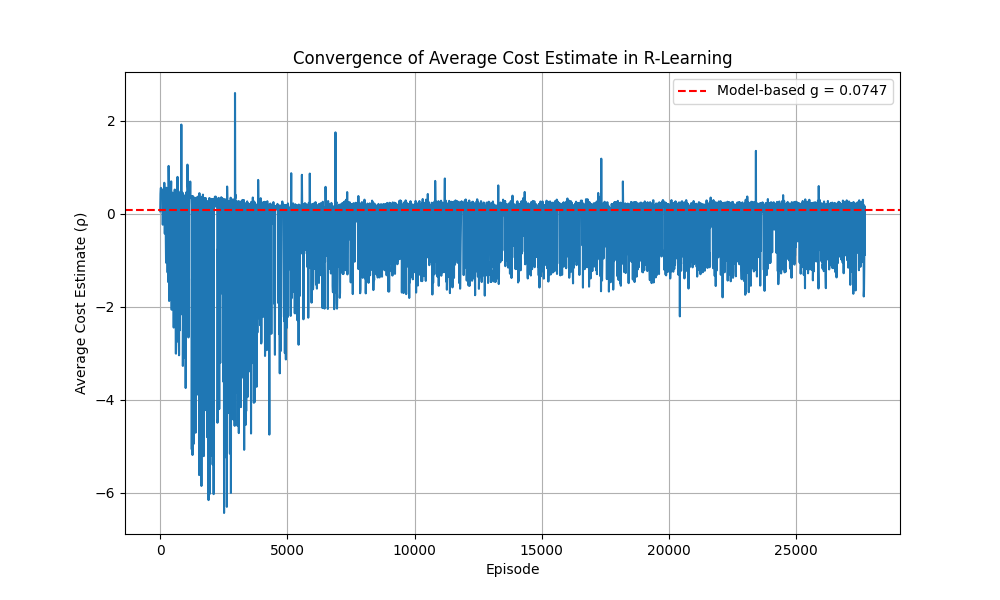 Convergence of Average Cost Estimate in R-Learning
Model-based g = 0.0747
Average Cost Estimate (ρ)
2
0
−2
−4
−6
0 5000 10000 15000 20000 25000
Episode